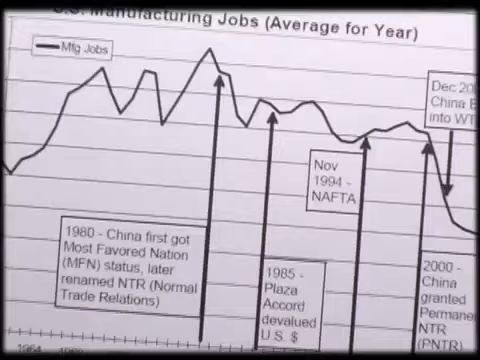 U.S. Manufacturing Jobs (Average for Year)
Mfg Jobs
Dec 20
China E
into WT
Nov
1994 -
NAFTA
1980 - China first got
Most Favored Nation
(MFN) status, later
renamed NTR (Normal
Trade Relations)
1985 -
Plaza
Accord
devalued
U.S. $
2000 -
China
granted
Permane
NTR
(PNTR)
1964